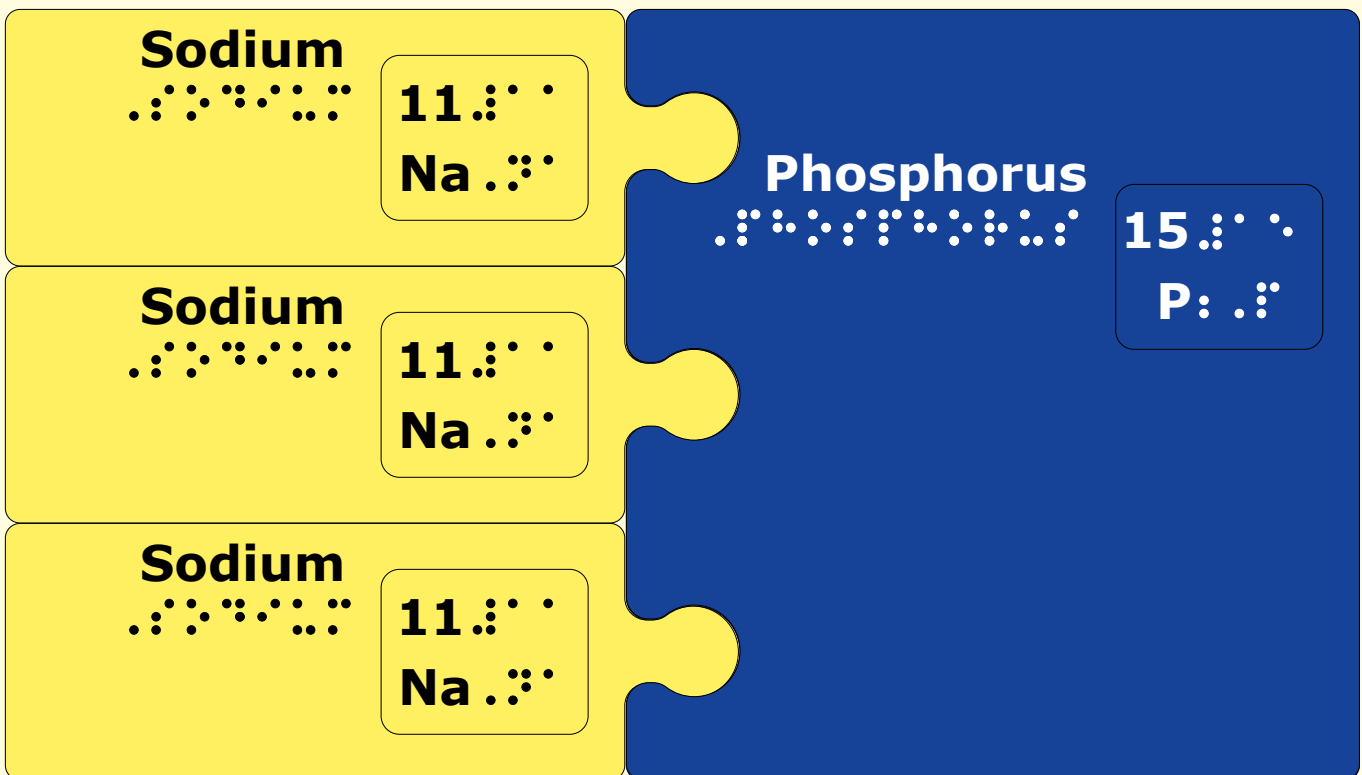 Sodium
⠠⠎⠕⠙⠊⠥⠍
11⠼⠁⠁
Na⠠⠝⠁
Sodium
⠠⠎⠕⠙⠊⠥⠍
11⠼⠁⠁
Na⠠⠝⠁
Sodium
⠠⠎⠕⠙⠊⠥⠍
11⠼⠁⠁
Na⠠⠝⠁
Phosphorus
⠠⠏⠓⠕⠎⠏⠓⠕⠗⠥⠎
15⠼⠁⠑
P⠰⠠⠏